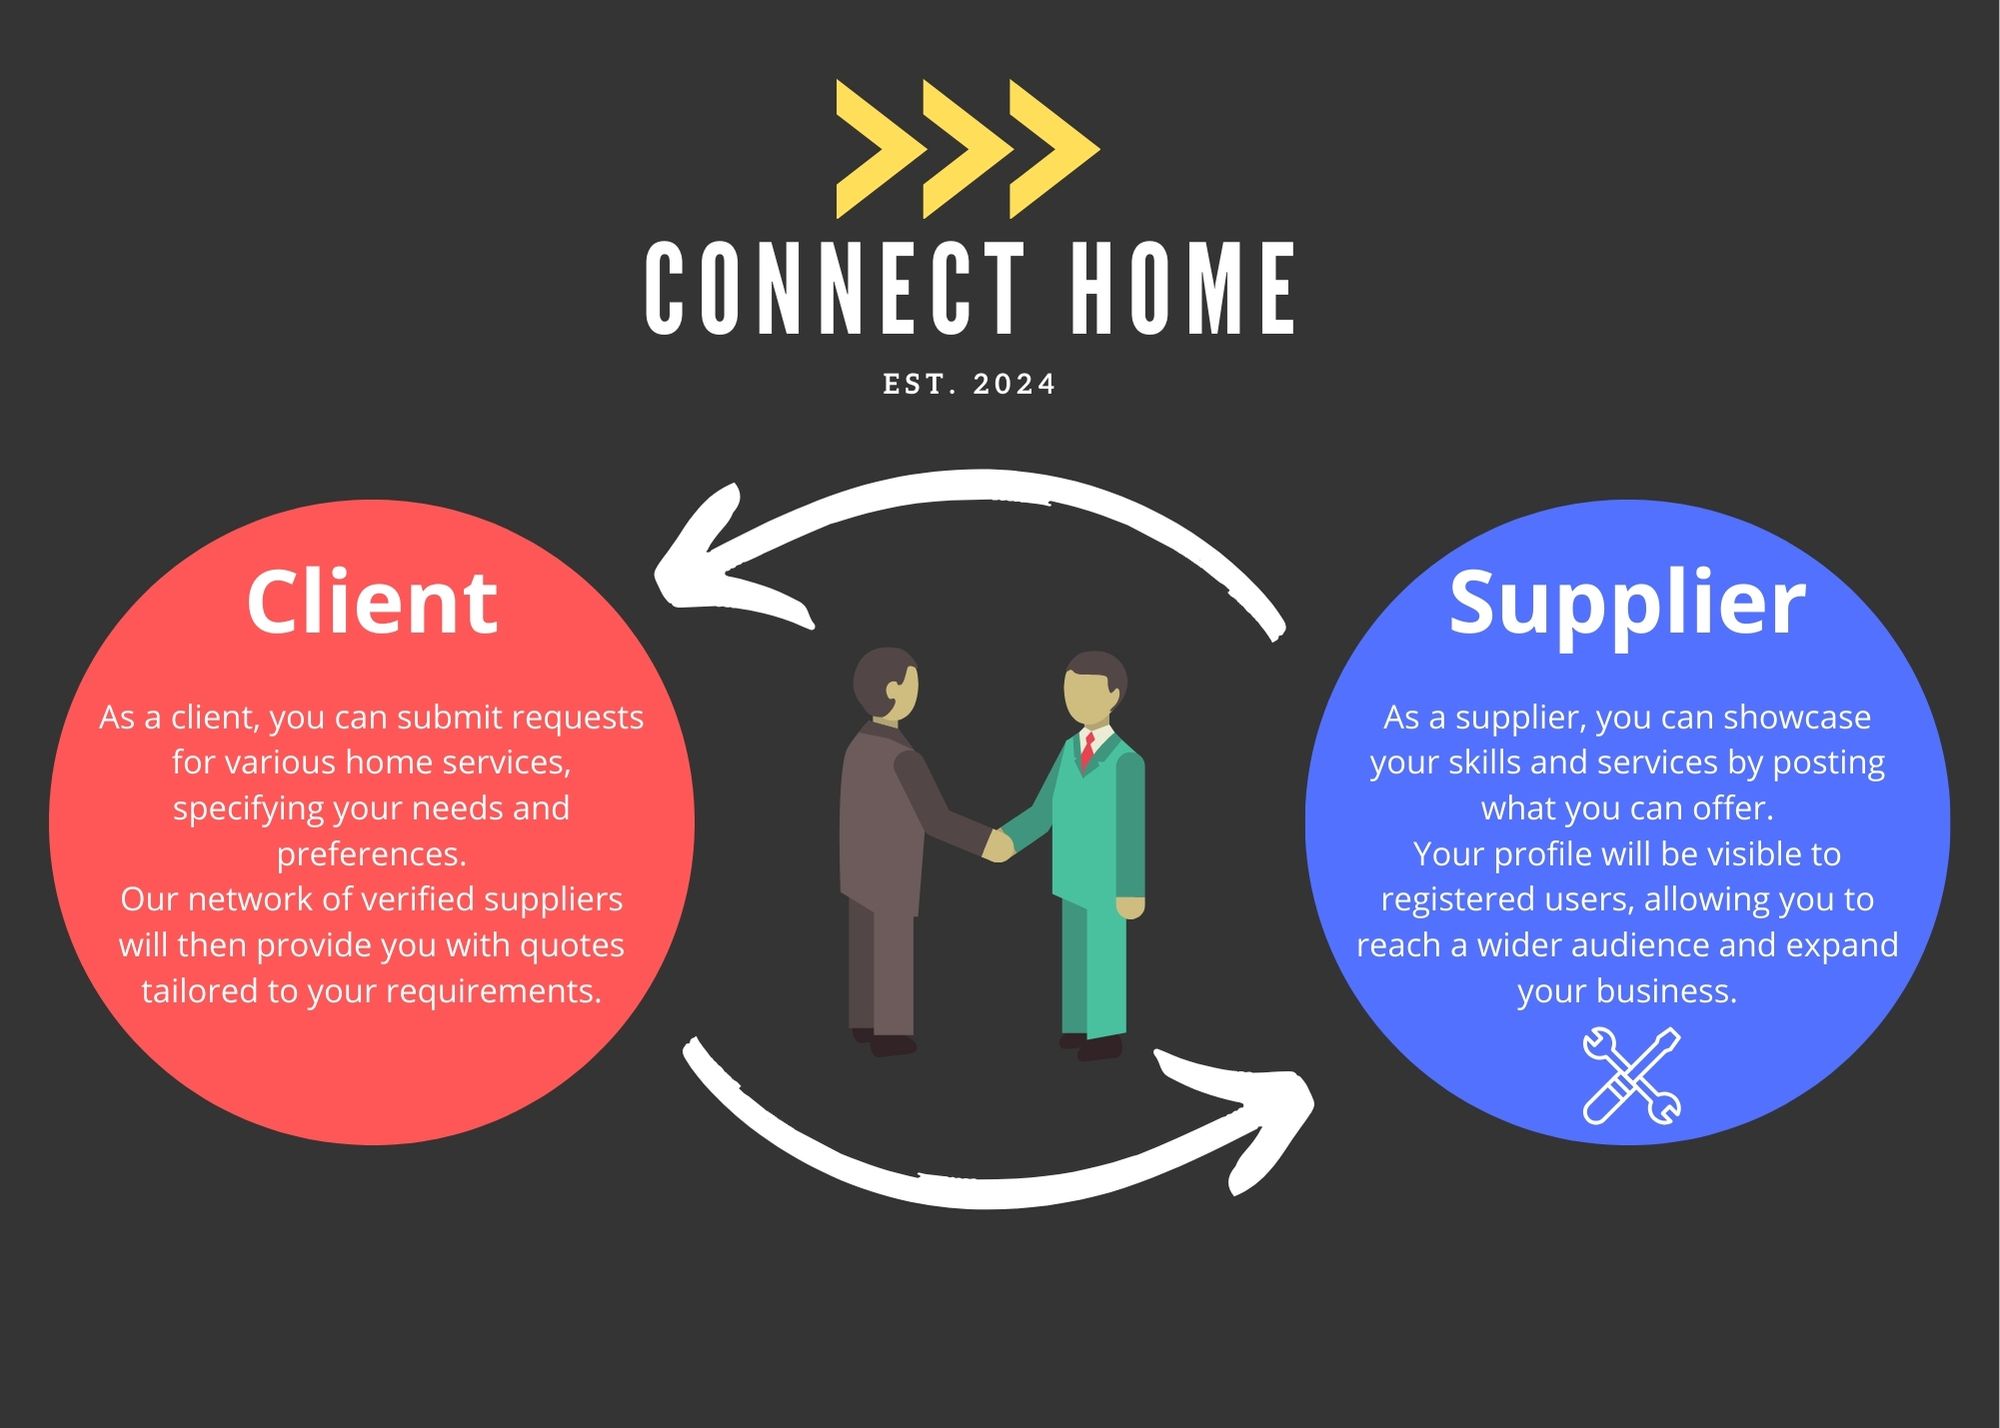 CONNECT HOME
EST. 2024
Client
As a client, you can submit requests
for various home services,
specifying your needs and
preferences.
Our network of verified suppliers
will then provide you with quotes
tailored to your requirements.
Supplier
As a supplier, you can showcase
your skills and services by posting
what you can offer.
Your profile will be visible to
registered users, allowing you to
reach a wider audience and expand
your business.